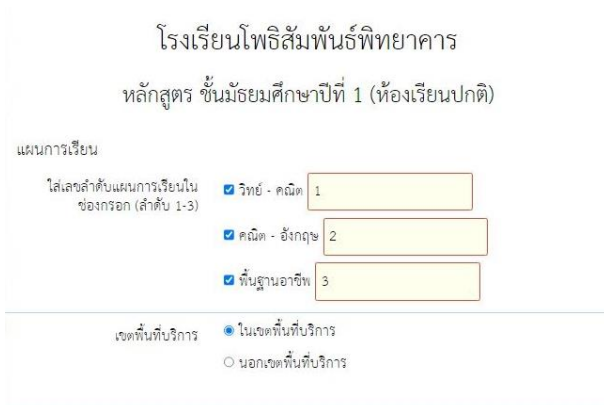 โรงเรียนโพธิสัมพันธ์พิทยาคาร
หลักสูตร ชั้นมัธยมศึกษาปีที่ 1 (ห้องเรียนปกติ)
แผนการเรียน
ใส่เลขลำดับแผนการเรียนใน
ช่องกรอก (ลำดับ 1-3)
วิทย์ - คณิต 1
คณิต - อังกฤษ 2
พื้นฐานอาชีพ 3
เขตพื้นที่บริการ
ในเขตพื้นที่บริการ
นอกเขตพื้นที่บริการ